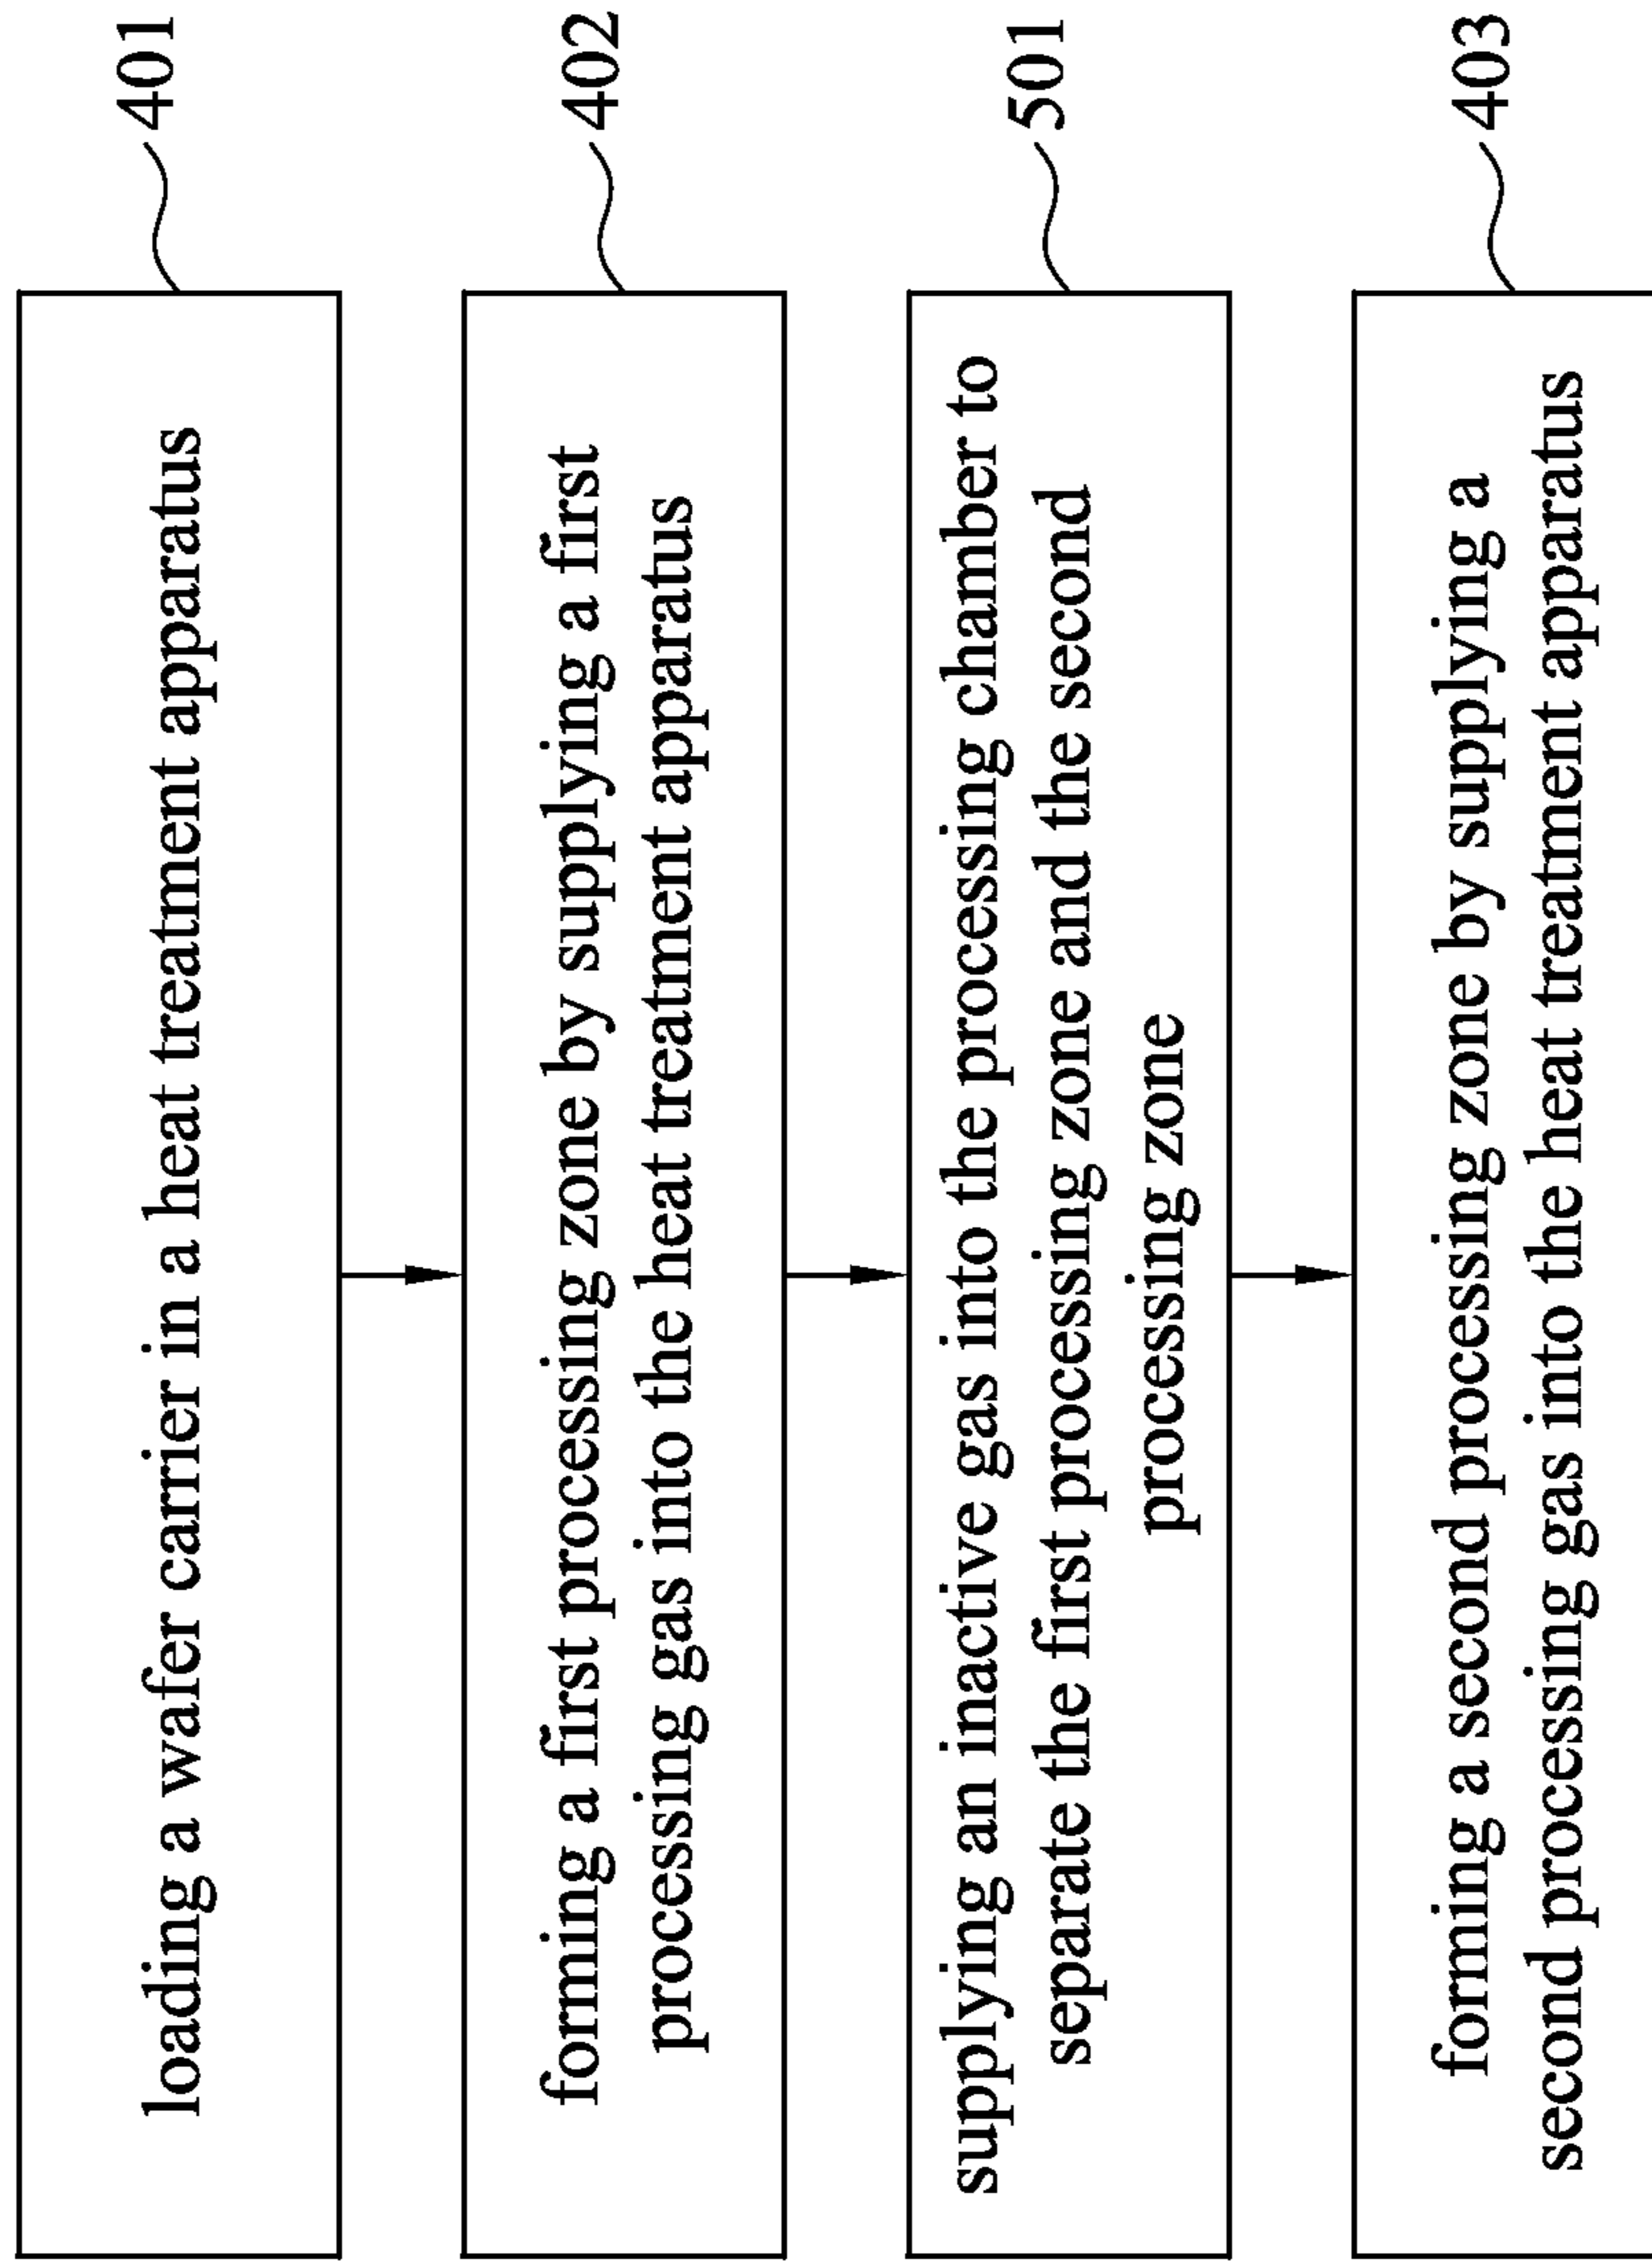 loading a wafer carrier in a heat treatment apparatus
401
forming a first processing zone by supplying a first
processing gas into the heat treatment apparatus
402
supplying an inactive gas into the processing chamber to
separate the first processing zone and the second
processing zone
501
forming a second processing zone by supplying a
second processing gas into the heat treatment apparatus
403